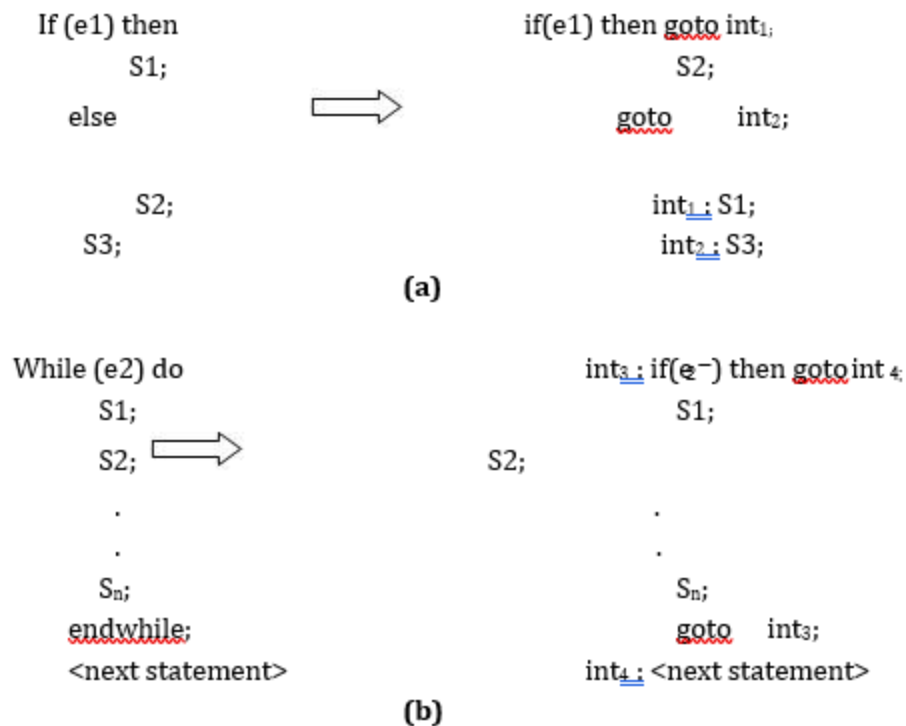 If (e1) then if(e1) then goto int1;
S1; S2;
else goto int2;
S2; int1 : S1;
S3; int2 : S3;
(a)
While (e2) do int3 : if(e2–) then goto int 4;
S1; S1;
S2; S2;
. .
. .
Sn; Sn;
endwhile; goto int3;
<next statement> int4 : <next statement>
(b)